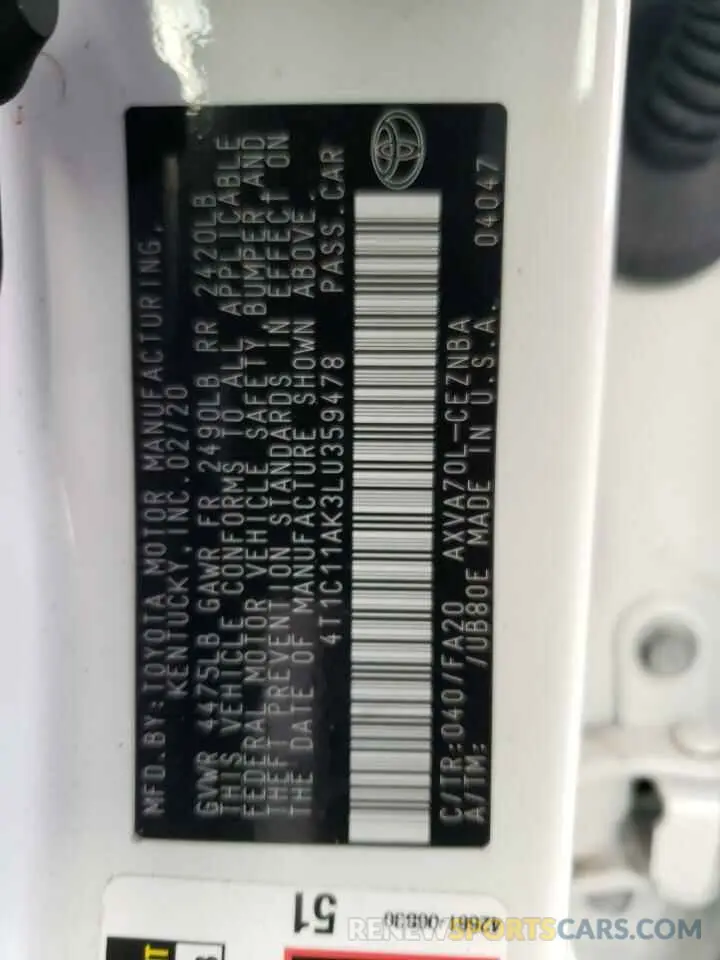 MFD.BY:TOYOTA MOTOR MANUFACTURING,
KENTUCKY,INC.02/20
GVWR 4475LB GAWR FR 2490LB RR 2420LB
THIS VEHICLE CONFORMS TO ALL APPLICABLE
FEDERAL MOTOR VEHICLE SAFETY, BUMPER,AND
THEFT PREVENTION STANDARDS IN EFFECT ON
THE DATE OF MANUFACTURE SHOWN ABOVE.
4T1C11AK3LU359478 PASS.CAR
C/TR:040/FA20 AXVA70L-CEZNBA 04047
A/TM: /UB80E MADE IN U.S.A.
51
RENEWSPORTSCARS.COM